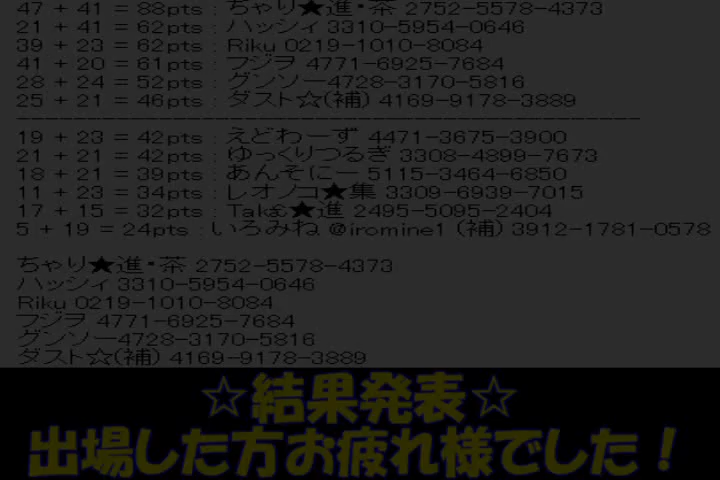 47 + 41 = 88pts : ちゃり★進・茶 2752-5578-4373
21 + 41 = 62pts : ハッシィ 3310-5954-0646
39 + 23 = 62pts : Riku 0219-1010-8084
41 + 20 = 61pts : フジヲ 4771-6925-7684
28 + 24 = 52pts : グンソー4728-3170-5816
25 + 21 = 46pts : ダスト☆(補) 4169-9178-3889
------------------------------------------------
19 + 23 = 42pts : えどわーず 4471-3675-3900
21 + 21 = 42pts : ゆっくりつるぎ 3308-4899-7673
18 + 21 = 39pts : あんそにー 5115-3464-6850
11 + 23 = 34pts : レオノコ★集 3309-6939-7015
17 + 15 = 32pts : Taka★進 2495-5095-2404
5 + 19 = 24pts : いろみね @iromine1 (補) 3912-1781-0578
ちゃり★進・茶 2752-5578-4373
ハッシィ 3310-5954-0646
Riku 0219-1010-8084
フジヲ 4771-6925-7684
グンソー4728-3170-5816
ダスト☆(補) 4169-9178-3889
☆結果発表☆
出場した方お疲れ様でした！